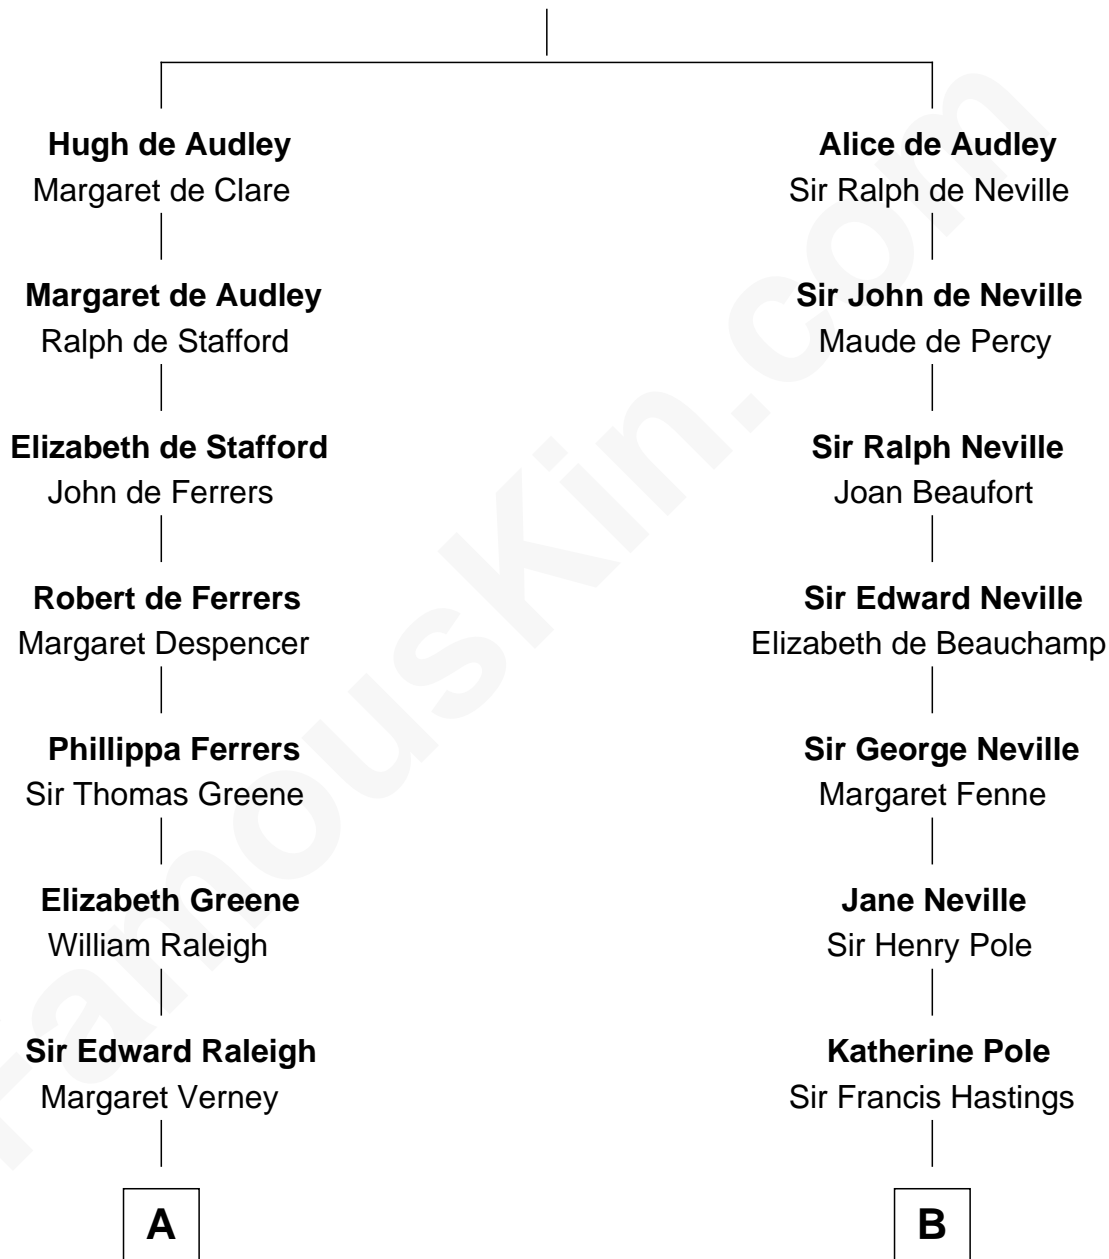 Hugh de Audley
Margaret de Clare
Margaret de Audley
Ralph de Stafford
Elizabeth de Stafford
John de Ferrers
Robert de Ferrers
Margaret Despencer
Phillippa Ferrers
Sir Thomas Greene
Elizabeth Greene
William Raleigh
Sir Edward Raleigh
Margaret Verney
A
Alice de Audley
Sir Ralph de Neville
Sir John de Neville
Maude de Percy
Sir Ralph Neville
Joan Beaufort
Sir Edward Neville
Elizabeth de Beauchamp
Sir George Neville
Margaret Fenne
Jane Neville
Sir Henry Pole
Katherine Pole
Sir Francis Hastings
B
FamousKin.com